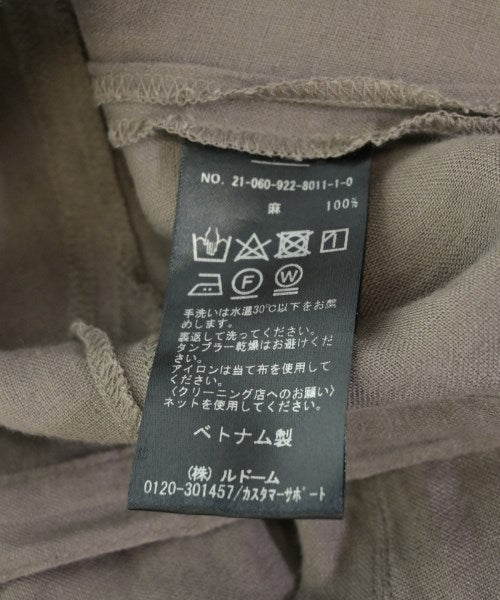 NO. 21-060-922-8011-1-0
麻 100%
F W
手洗いは水温30℃以下をお薦
めします。
裏返して洗ってください。
タンブラー乾燥はお避けくだ
さい。
アイロンは当て布を使用して
ください。
〈クリーニング店へのお願い〉
ネットを使用してください。
ベトナム製
(株) ルドーム
0120-301457/カスタマーサポート